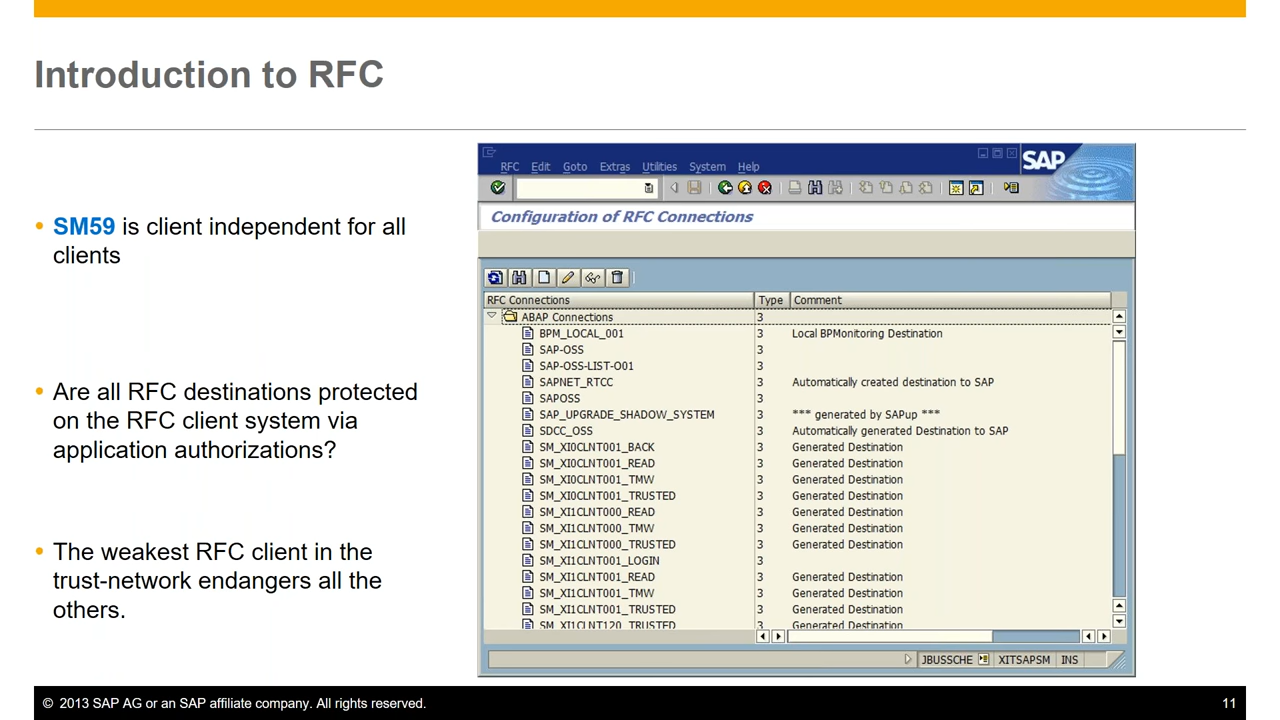 Introduction to RFC
• SM59 is client independent for all
clients
• Are all RFC destinations protected
on the RFC client system via
application authorizations?
• The weakest RFC client in the
trust-network endangers all the
others.
RFC Edit Goto Extras Utilities System Help
SAP
Configuration of RFC Connections
RFC Connections Type Comment
ABAP Connections 3
BPM_LOCAL_001 3 Local BPMonitoring Destination
SAP-OSS 3
SAP-OSS-LIST-O01 3
SAPNET_RTCC 3 Automatically created destination to SAP
SAPOSS 3
SAP_UPGRADE_SHADOW_SYSTEM 3 *** generated by SAPup ***
SDCC_OSS 3 Automatically generated Destination to SAP
SM_XI0CLNT001_BACK 3 Generated Destination
SM_XI0CLNT001_READ 3 Generated Destination
SM_XI0CLNT001_TMW 3 Generated Destination
SM_XI0CLNT001_TRUSTED 3 Generated Destination
SM_XI1CLNT000_READ 3 Generated Destination
SM_XI1CLNT000_TMW 3 Generated Destination
SM_XI1CLNT000_TRUSTED 3 Generated Destination
SM_XI1CLNT001_LOGIN 3
SM_XI1CLNT001_READ 3 Generated Destination
SM_XI1CLNT001_TMW 3 Generated Destination
SM_XI1CLNT001_TRUSTED 3 Generated Destination
SM_XI1CLNT120_TRUSTED 3 Generated Destination
JBUSSCHE XITSAPSM INS
© 2013 SAP AG or an SAP affiliate company. All rights reserved. 11